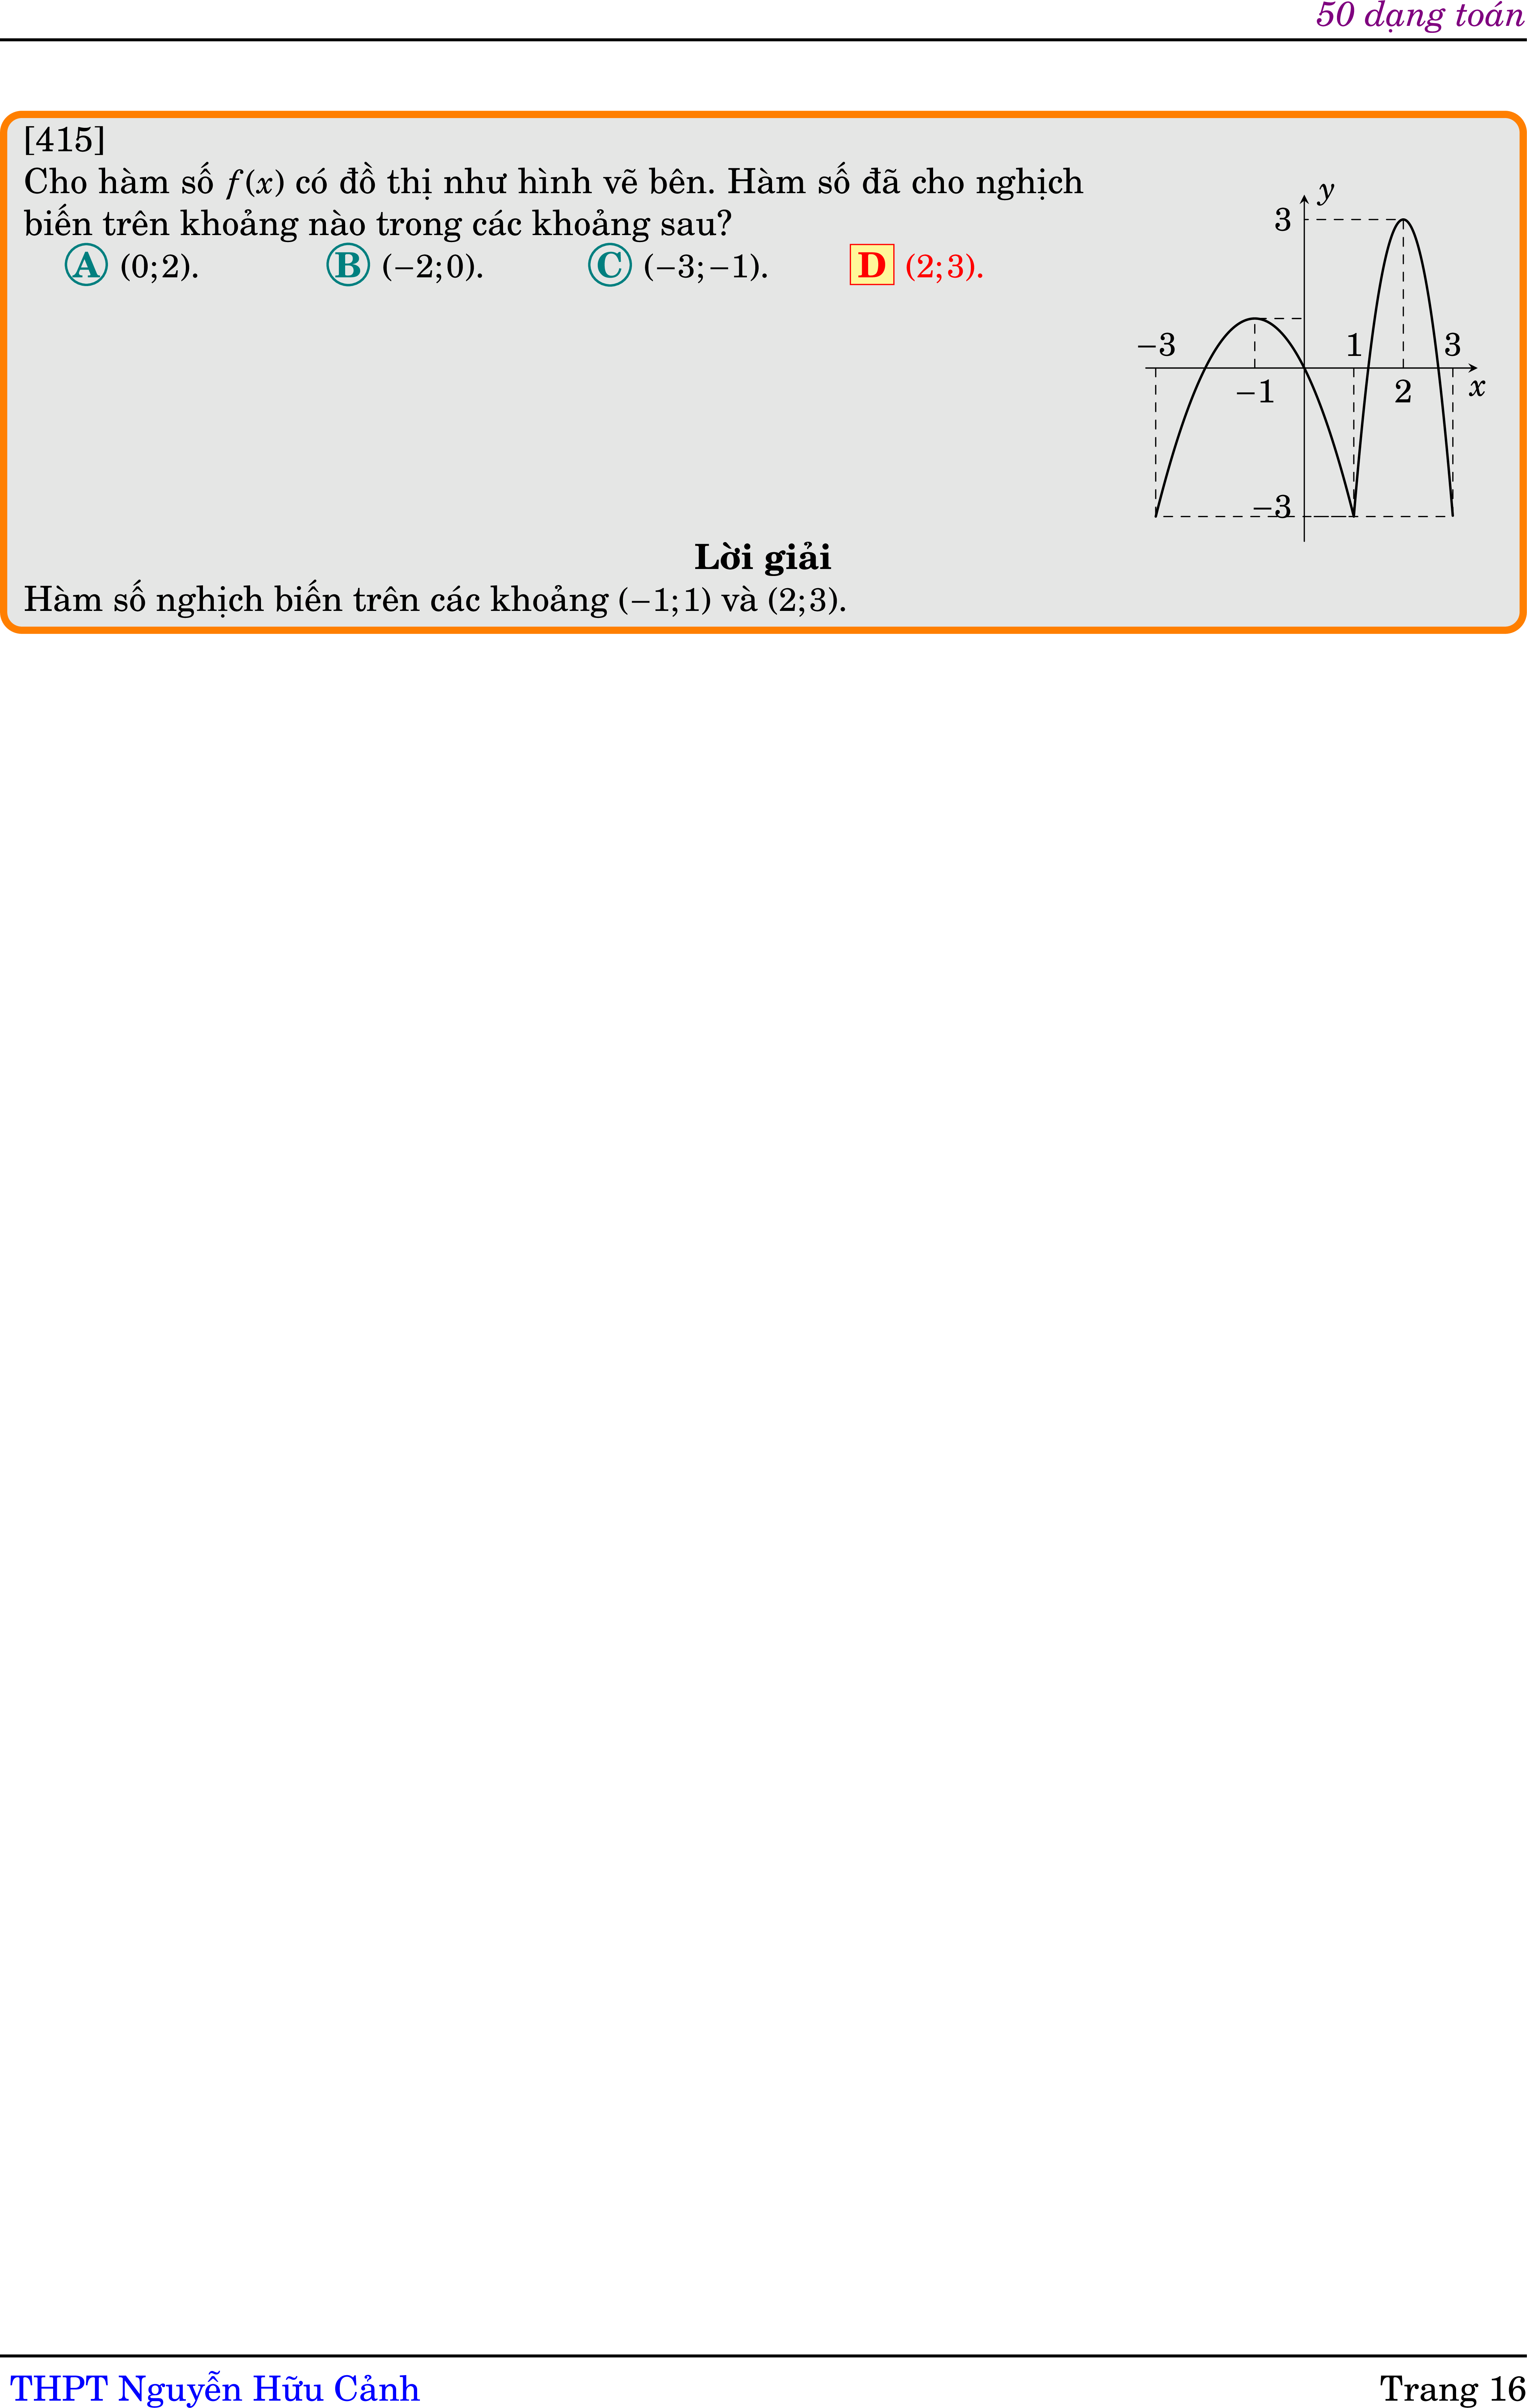 50 dạng toán
[415]
Cho hàm số f(x) có đồ thị như hình vẽ bên. Hàm số đã cho nghịch
biến trên khoảng nào trong các khoảng sau?
A (0;2). B (−2;0). C (−3;−1). D (2;3).
y
3
−3 1 3
−1 2 x
−3
Lời giải
Hàm số nghịch biến trên các khoảng (−1;1) và (2;3).
THPT Nguyễn Hữu Cảnh Trang 16